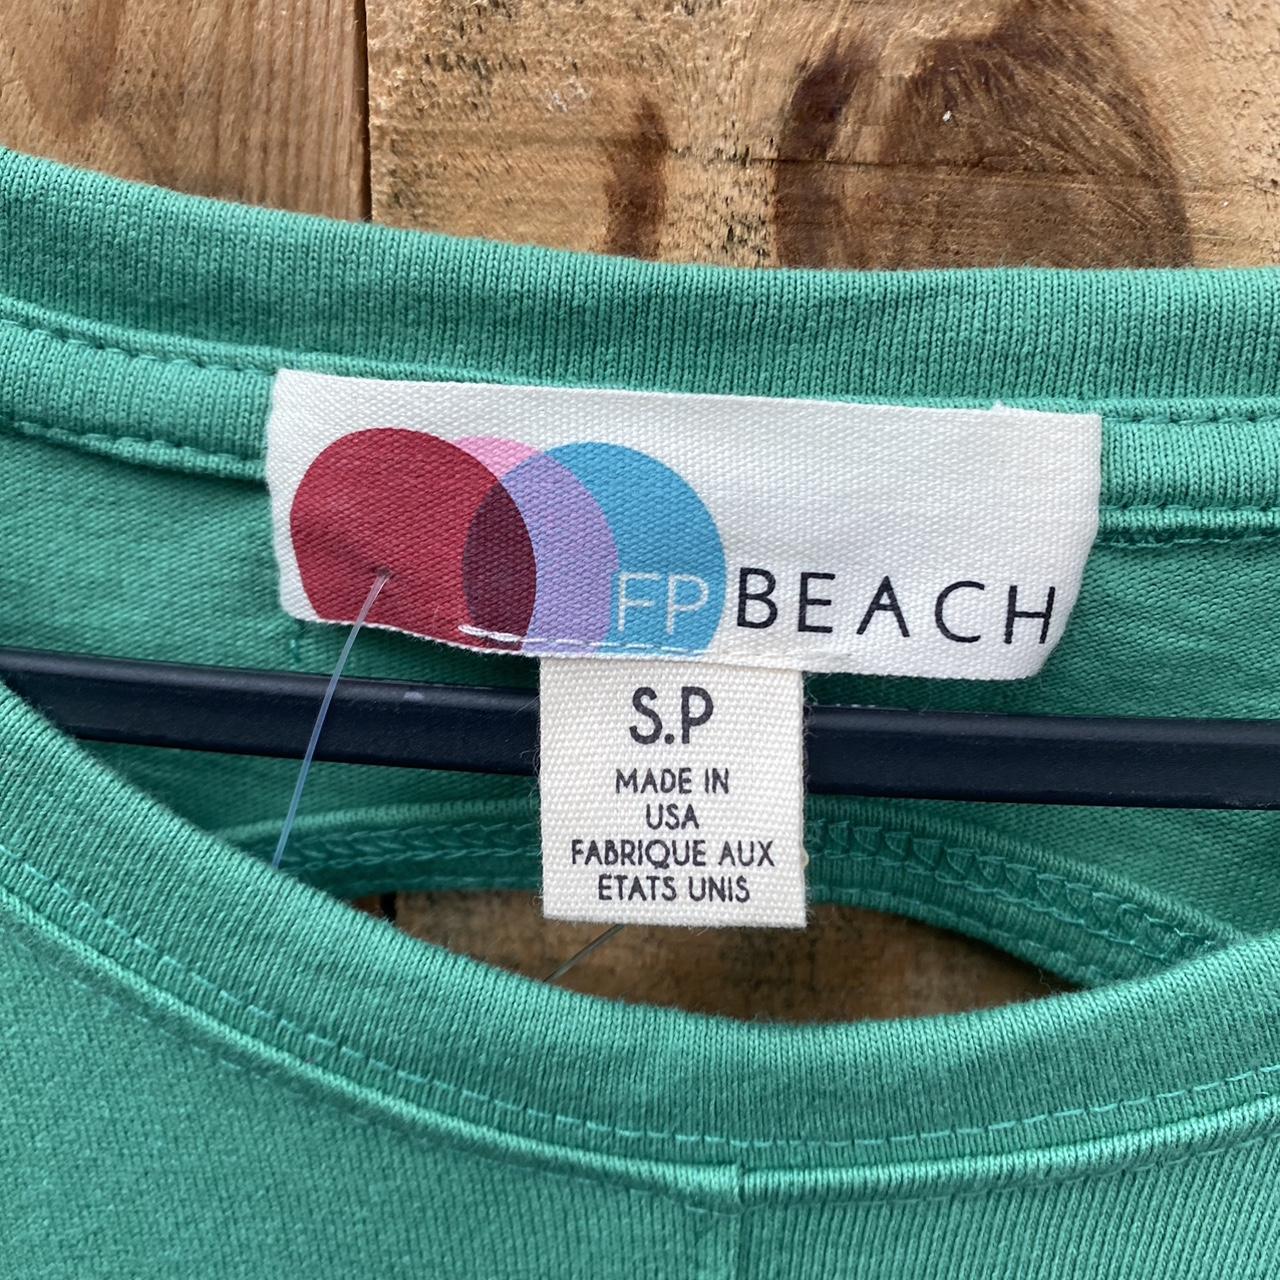 FP BEACH
S.P
MADE IN
USA
FABRIQUE AUX
ETATS UNIS